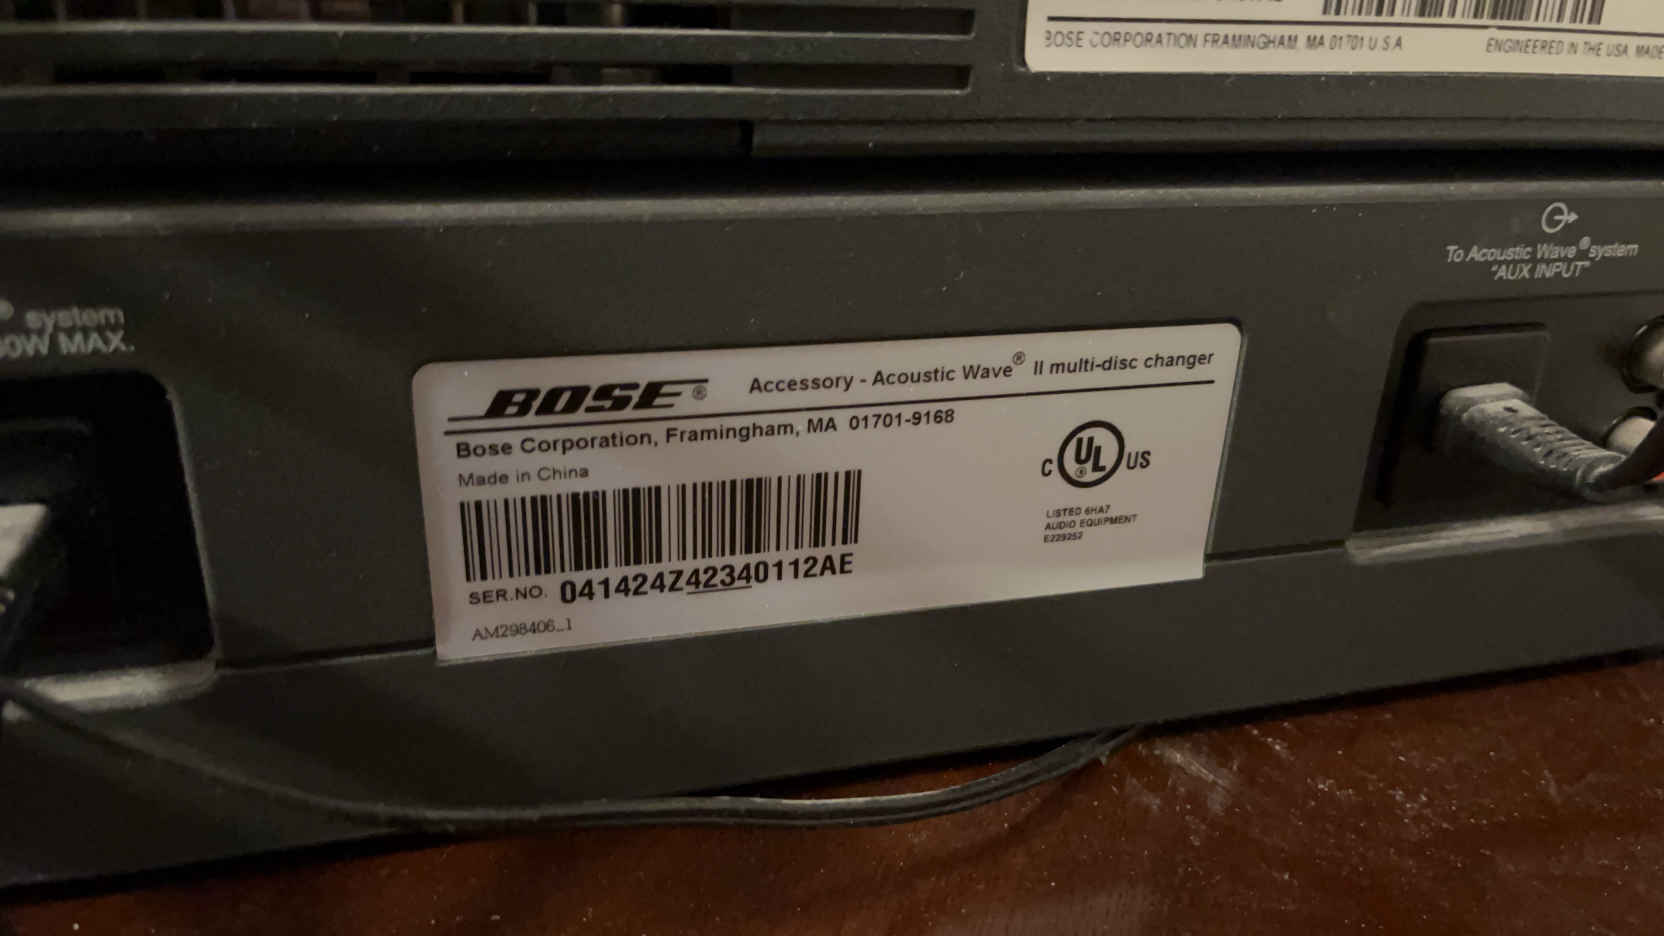 BOSE CORPORATION FRAMINGHAM, MA 01701 U S A
ENGINEERED IN THE USA, MADE
To Acoustic Wave® system
"AUX INPUT"
® system
0W MAX.
BOSE® Accessory - Acoustic Wave® II multi-disc changer
Bose Corporation, Framingham, MA 01701-9168
Made in China
C UL® US
LISTED 6HA7
AUDIO EQUIPMENT
E229252
SER.NO. 041424Z42340112AE
AM298406_1